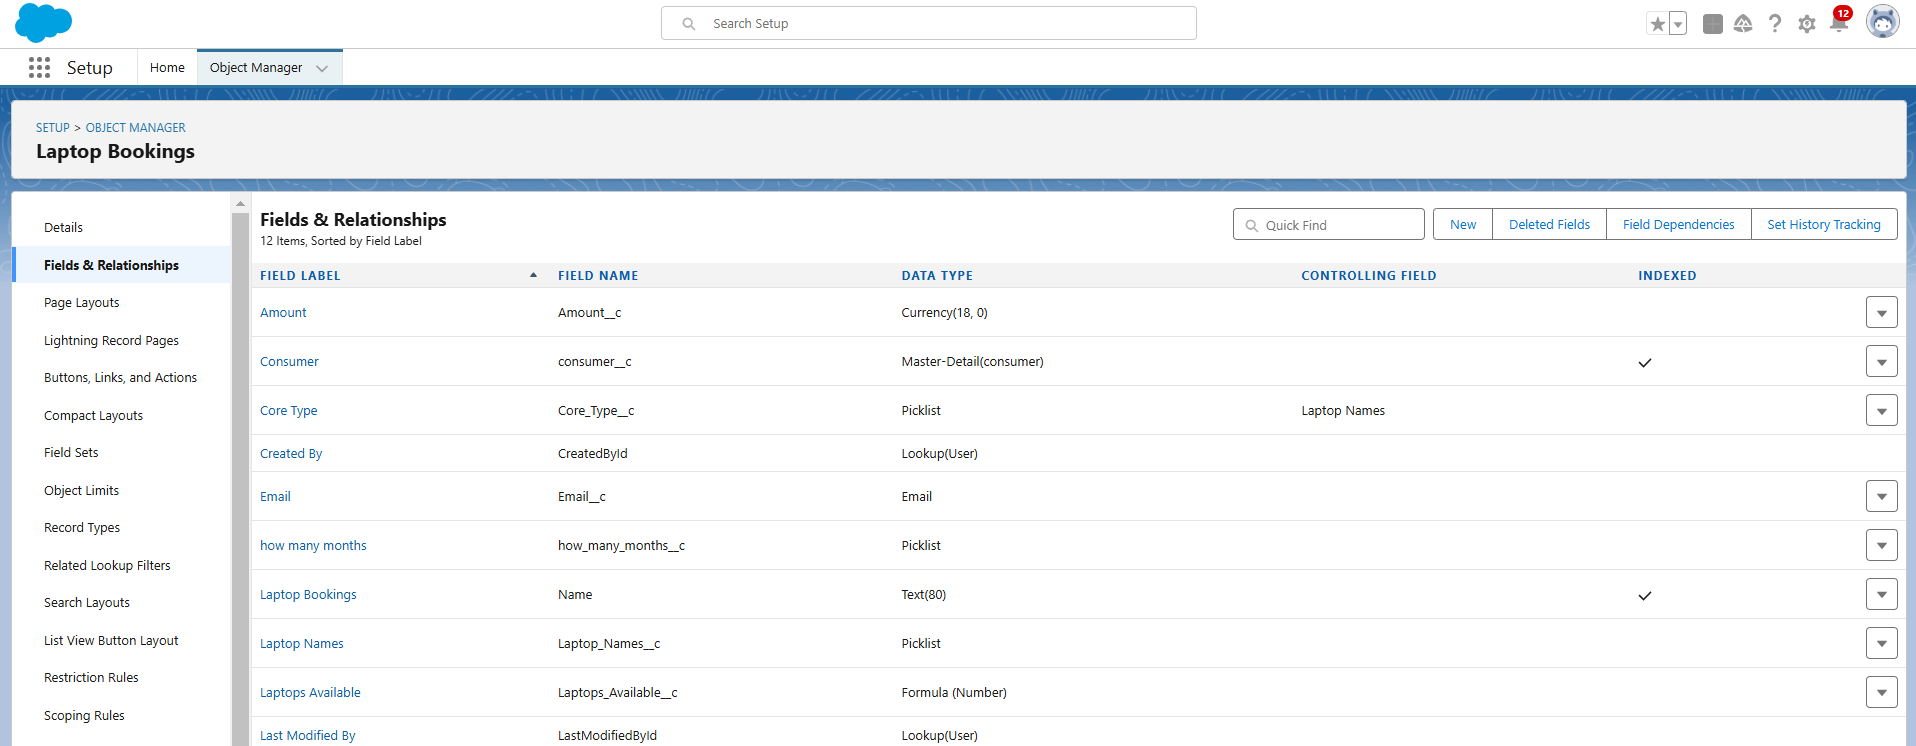 Search Setup
12
Setup
Home
Object Manager
SETUP > OBJECT MANAGER
Laptop Bookings
Details
Fields & Relationships
Page Layouts
Lightning Record Pages
Buttons, Links, and Actions
Compact Layouts
Field Sets
Object Limits
Record Types
Related Lookup Filters
Search Layouts
List View Button Layout
Restriction Rules
Scoping Rules
Fields & Relationships
12 Items, Sorted by Field Label
Quick Find
New
Deleted Fields
Field Dependencies
Set History Tracking
FIELD LABEL FIELD NAME DATA TYPE CONTROLLING FIELD INDEXED
Amount Amount__c Currency(18, 0)
Consumer consumer__c Master-Detail(consumer)
Core Type Core_Type__c Picklist Laptop Names
Created By CreatedById Lookup(User)
Email Email__c Email
how many months how_many_months__c Picklist
Laptop Bookings Name Text(80)
Laptop Names Laptop_Names__c Picklist
Laptops Available Laptops_Available__c Formula (Number)
Last Modified By LastModifiedById Lookup(User)